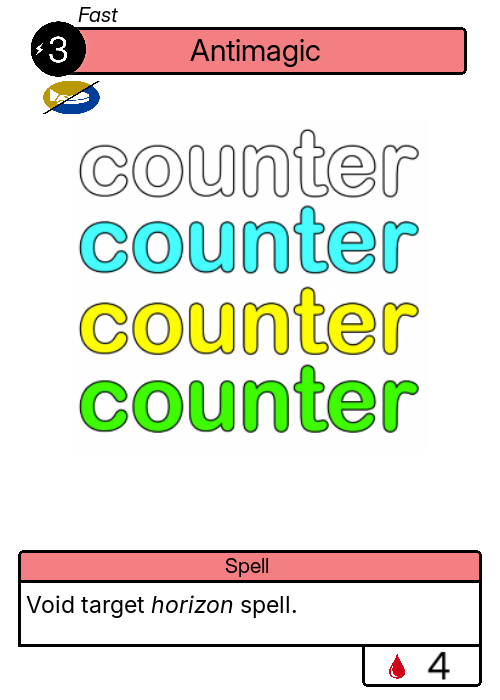 Fast
3
Antimagic
counter
counter
counter
counter
Spell
Void target horizon spell.
4